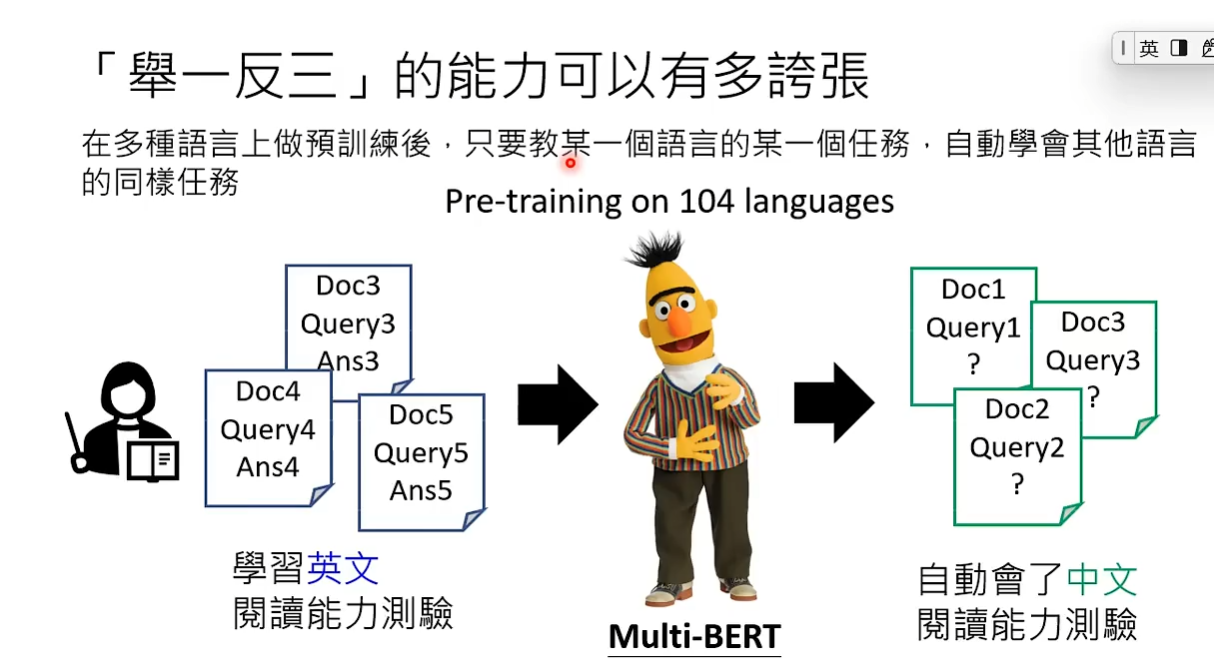 英
「舉一反三」的能力可以有多誇張
在多種語言上做預訓練後，只要教某一個語言的某一個任務，自動學會其他語言
的同樣任務
Pre-training on 104 languages
Doc3
Query3
Ans3
Doc4
Query4
Ans4
Doc5
Query5
Ans5
學習英文
閱讀能力測驗
Multi-BERT
Doc1
Query1
?
Doc3
Query3
?
Doc2
Query2
?
自動會了中文
閱讀能力測驗